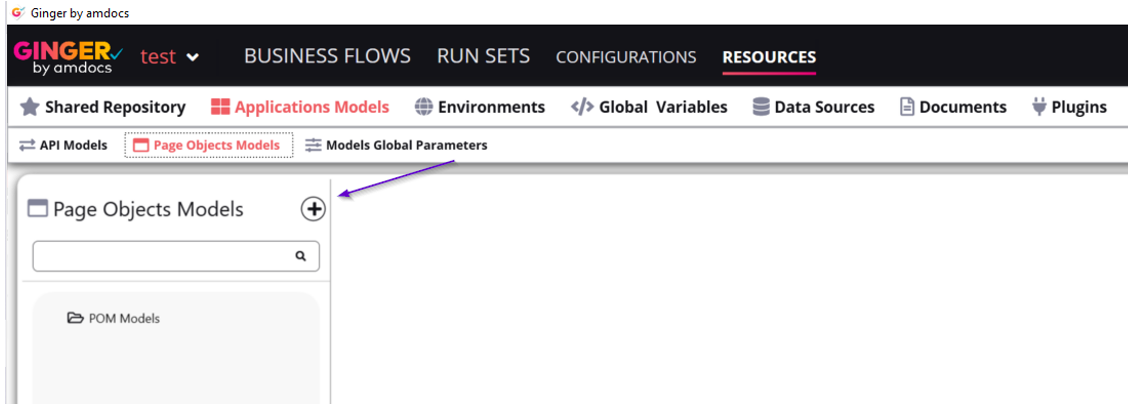 Ginger by amdocs
GINGER by amdocs test BUSINESS FLOWS RUN SETS CONFIGURATIONS RESOURCES
Shared Repository Applications Models Environments Global Variables Data Sources Documents Plugins
API Models Page Objects Models Models Global Parameters
Page Objects Models
POM Models